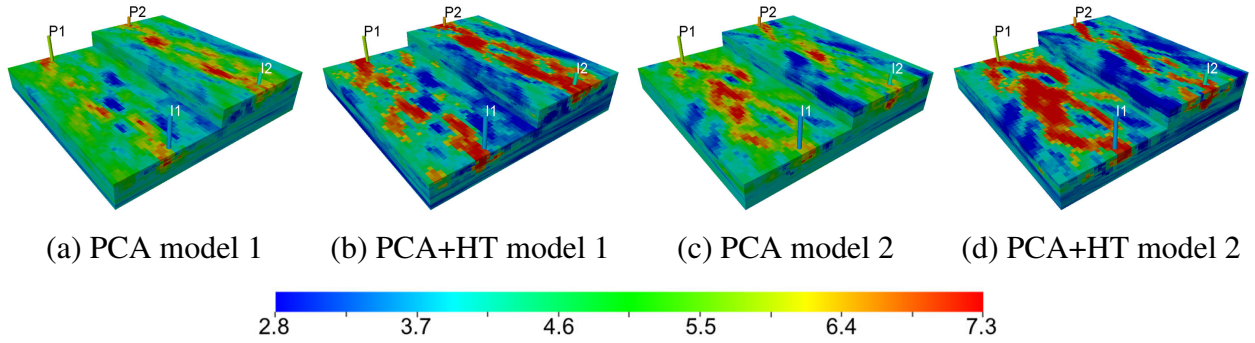 P2
P1
I2
I1
P2
P1
I2
I1
P2
P1
I2
I1
P2
P1
I2
I1
(a) PCA model 1 (b) PCA+HT model 1 (c) PCA model 2 (d) PCA+HT model 2
2.8 3.7 4.6 5.5 6.4 7.3